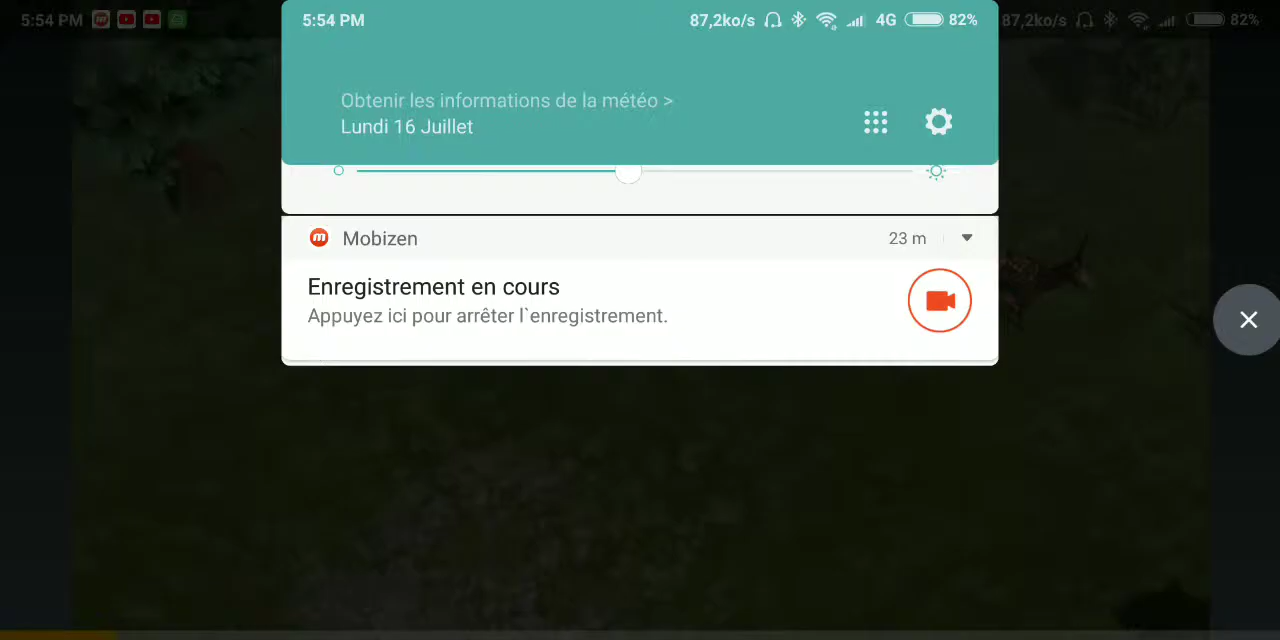 5:54 PM
5:54 PM 87,2ko/s 4G 82%
87,2ko/s 82%
Obtenir les informations de la météo >
Lundi 16 Juillet
m Mobizen 23 m
Enregistrement en cours
Appuyez ici pour arrêter l`enregistrement.